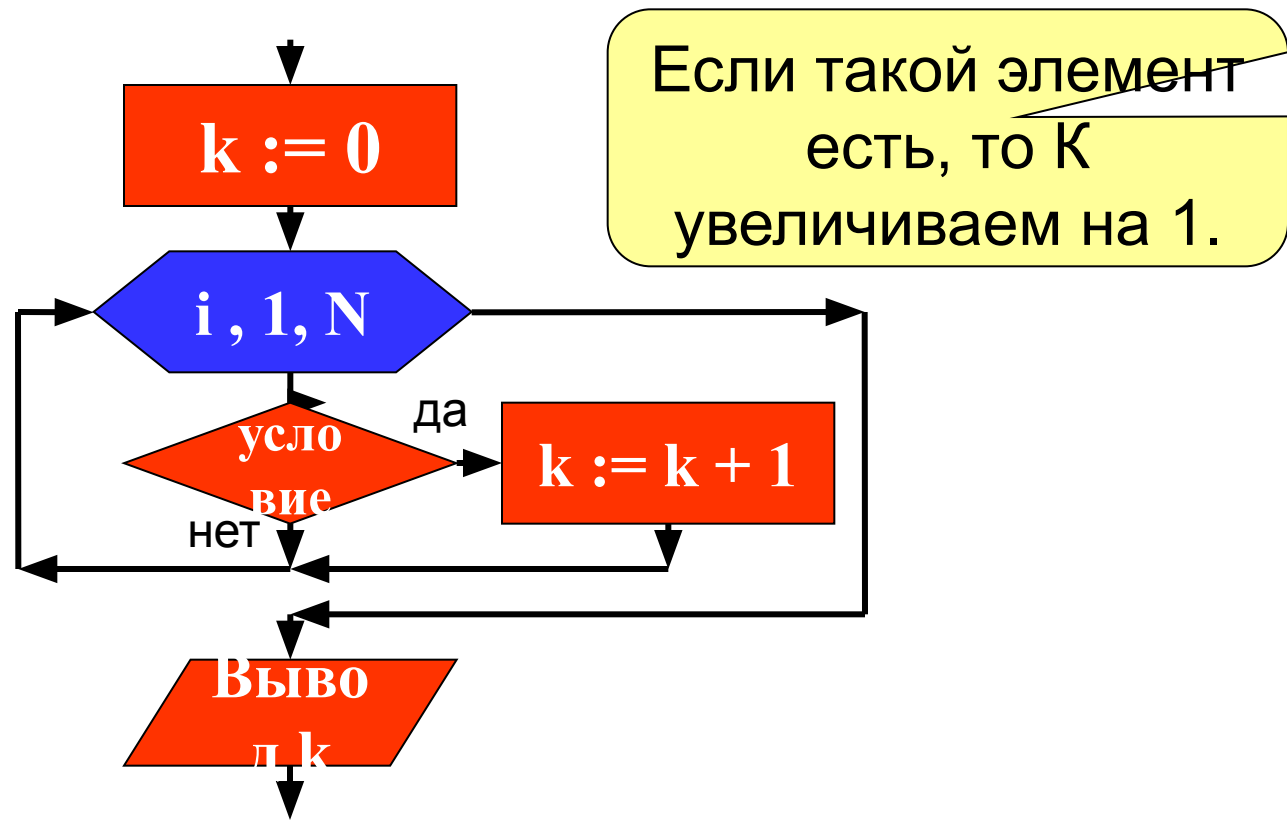 k := 0
Если такой элемент
есть, то К
увеличиваем на 1.
i , 1, N
усло
вие
да
k := k + 1
нет
Выво
д k